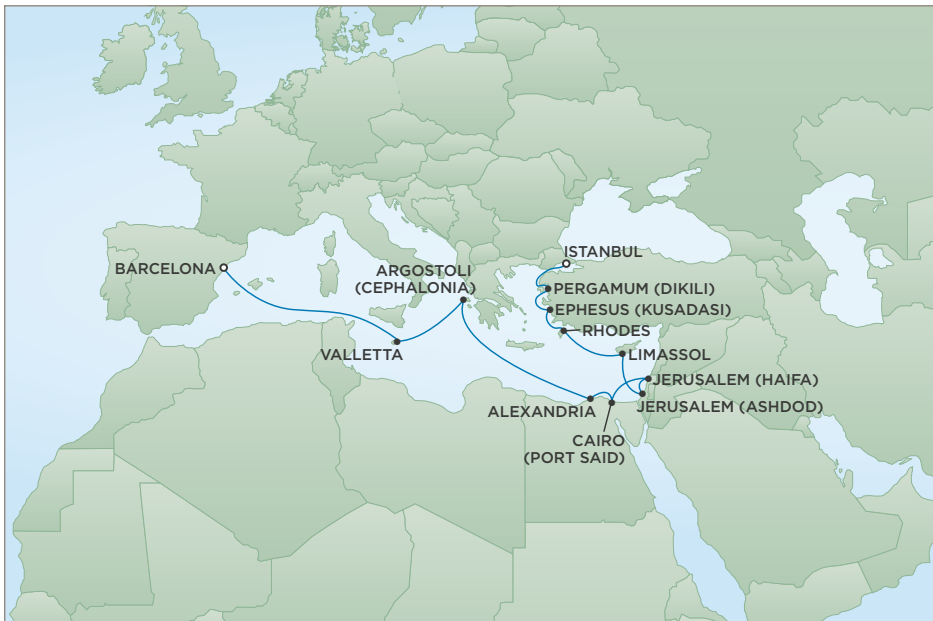 ISTANBUL
BARCELONA
ARGOSTOLI
(CEPHALONIA)
PERGAMUM (DIKILI)
EPHESUS (KUSADASI)
RHODES
VALLETTA
LIMASSOL
JERUSALEM (HAIFA)
ALEXANDRIA
JERUSALEM (ASHDOD)
CAIRO
(PORT SAID)